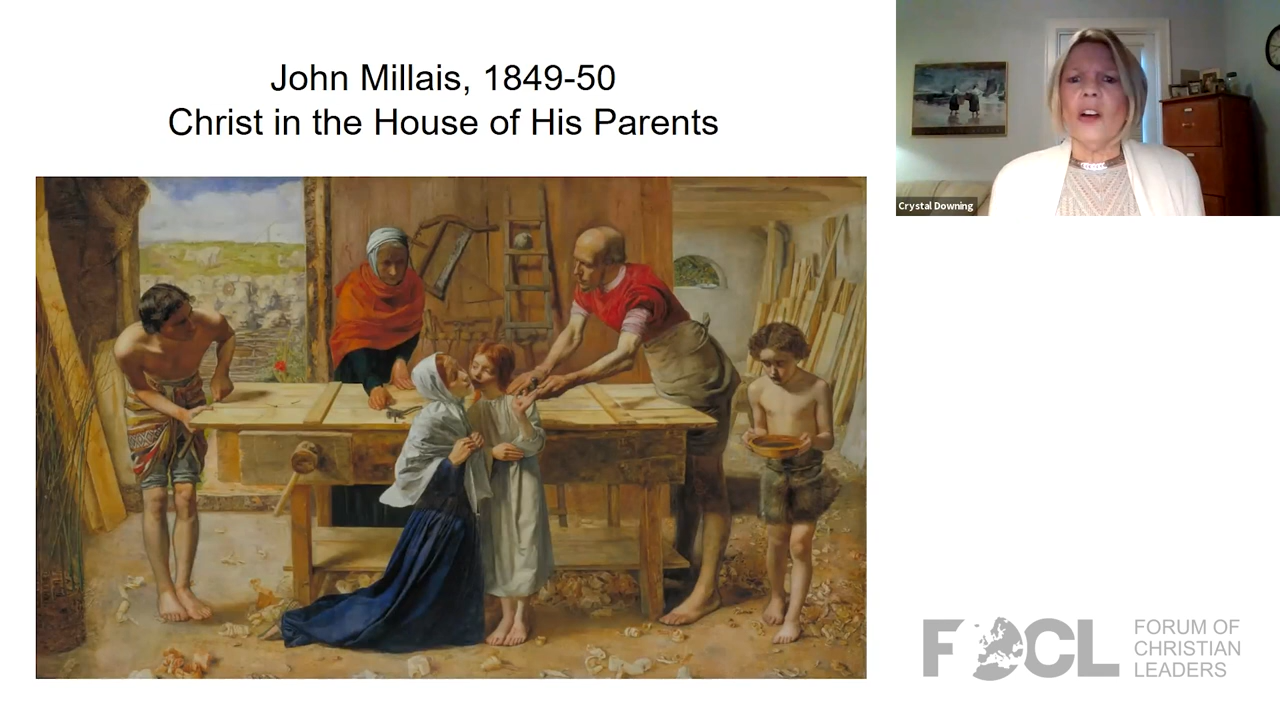 John Millais, 1849-50
Christ in the House of His Parents
Crystal Downing
FOCL
FORUM OF
CHRISTIAN
LEADERS